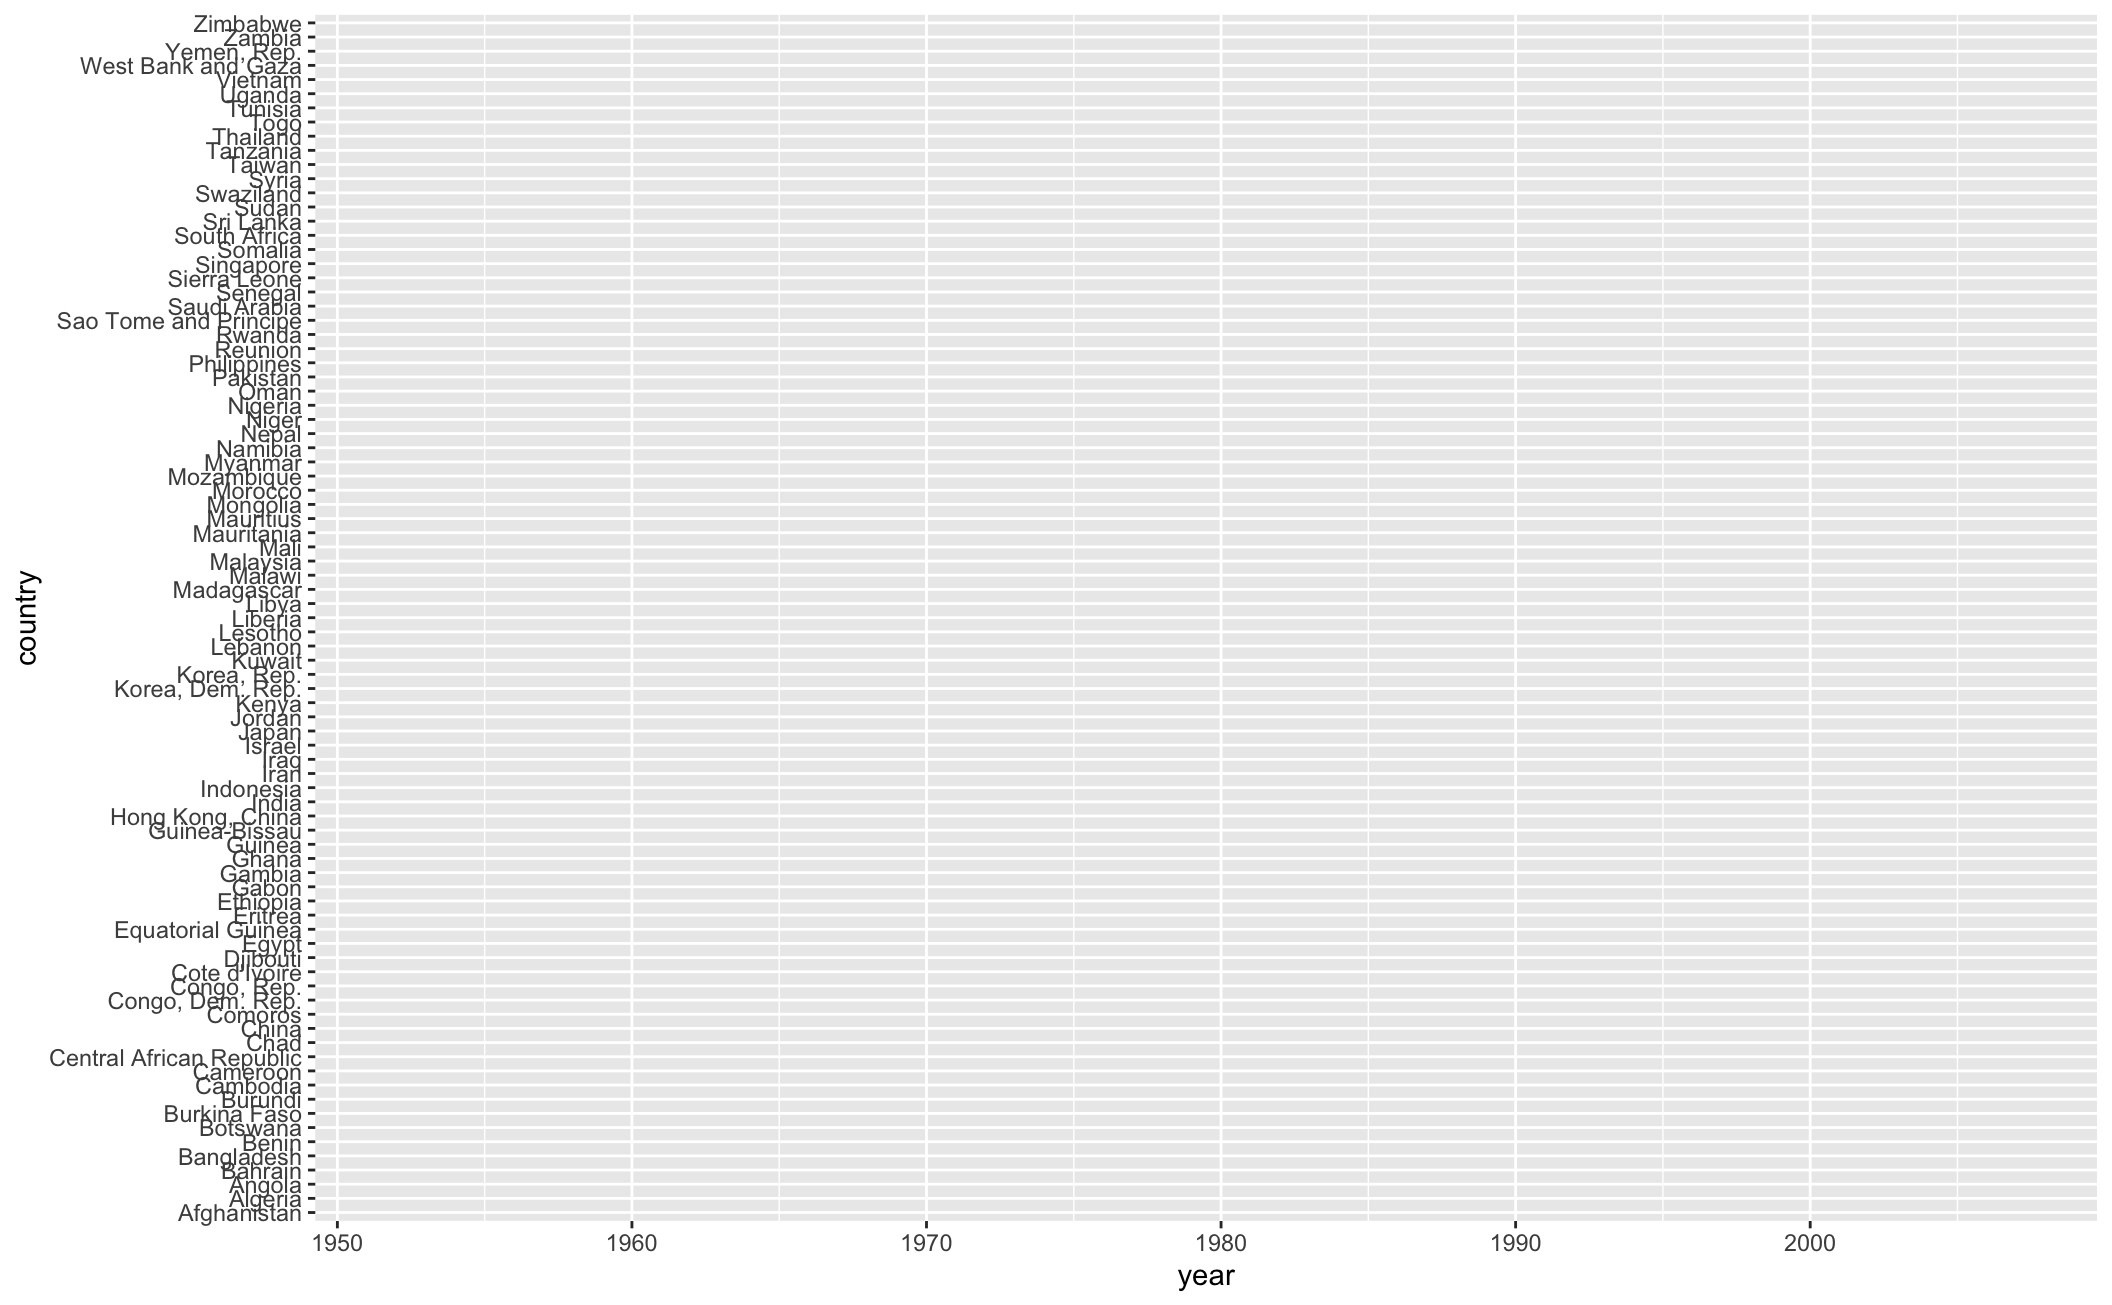 Zimbabwe
Zambia
Yemen, Rep.
West Bank and Gaza
Vietnam
Uganda
Tunisia
Togo
Thailand
Tanzania
Taiwan
Syria
Swaziland
Sudan
Sri Lanka
South Africa
Somalia
Singapore
Sierra Leone
Senegal
Saudi Arabia
Sao Tome and Principe
Rwanda
Reunion
Philippines
Pakistan
Oman
Nigeria
Niger
Nepal
Namibia
Myanmar
Mozambique
Morocco
Mongolia
Mauritius
Mauritania
Mali
Malaysia
Malawi
Madagascar
Libya
Liberia
Lesotho
Lebanon
Kuwait
Korea, Rep.
Korea, Dem. Rep.
Kenya
Jordan
Japan
Israel
Iraq
Iran
Indonesia
India
Hong Kong, China
Guinea-Bissau
Guinea
Ghana
Gambia
Gabon
Ethiopia
Eritrea
Equatorial Guinea
Egypt
Djibouti
Cote d'Ivoire
Congo, Rep.
Congo, Dem. Rep.
Comoros
China
Chad
Central African Republic
Cameroon
Cambodia
Burundi
Burkina Faso
Botswana
Benin
Bangladesh
Bahrain
Angola
Algeria
Afghanistan
country
1950 1960 1970 1980 1990 2000
year